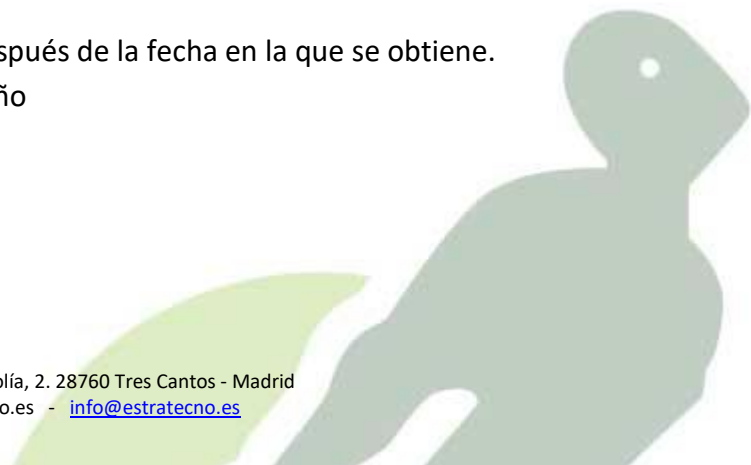 spués de la fecha en la que se obtiene.
ño
lía, 2. 28760 Tres Cantos - Madrid
o.es - info@estratecno.es